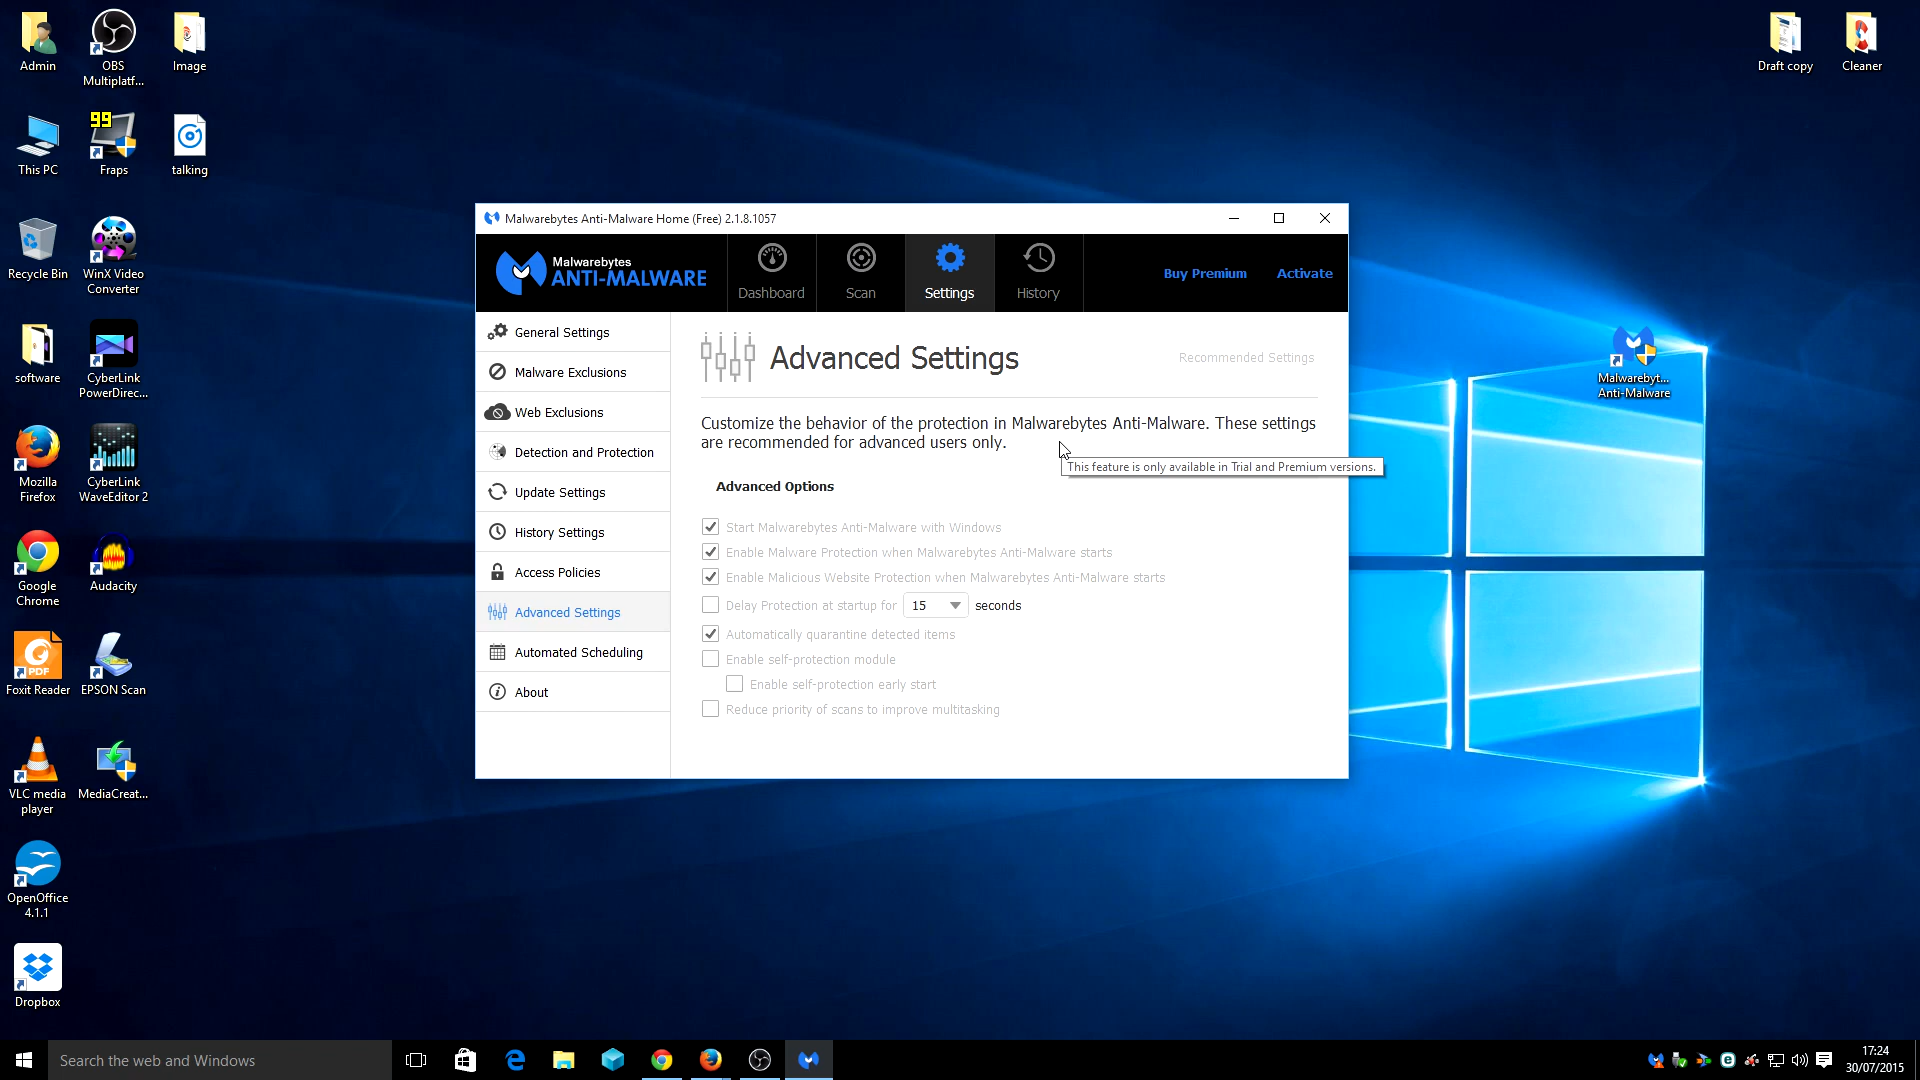 Admin
OBS
Multiplatf...
Image
Draft copy
Cleaner
This PC
99
Fraps
talking
Recycle Bin
WinX Video
Converter
software
CyberLink
PowerDirec...
Mozilla
Firefox
CyberLink
WaveEditor 2
Google
Chrome
Audacity
PDF
Foxit Reader
EPSON Scan
VLC media
player
MediaCreat...
OpenOffice
4.1.1
Dropbox
Malwarebyt...
Anti-Malware
Malwarebytes Anti-Malware Home (Free) 2.1.8.1057
Malwarebytes
ANTI-MALWARE
Dashboard
Scan
Settings
History
Buy Premium
Activate
General Settings
Malware Exclusions
Web Exclusions
Detection and Protection
Update Settings
History Settings
Access Policies
Advanced Settings
Automated Scheduling
About
Advanced Settings
Recommended Settings
Customize the behavior of the protection in Malwarebytes Anti-Malware. These settings
are recommended for advanced users only.
This feature is only available in Trial and Premium versions.
Advanced Options
Start Malwarebytes Anti-Malware with Windows
Enable Malware Protection when Malwarebytes Anti-Malware starts
Enable Malicious Website Protection when Malwarebytes Anti-Malware starts
Delay Protection at startup for 15 seconds
Automatically quarantine detected items
Enable self-protection module
Enable self-protection early start
Reduce priority of scans to improve multitasking
Search the web and Windows
17:24
30/07/2015